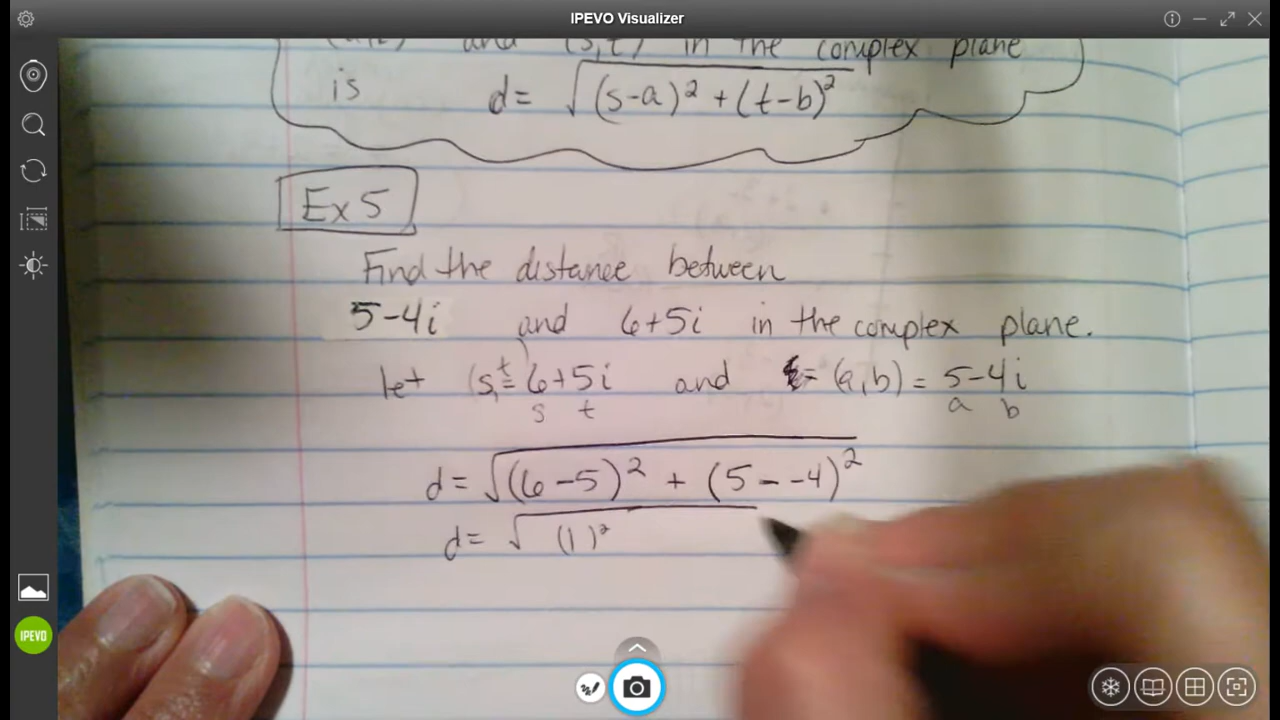 IPEVO Visualizer
and (s,t) in the complex plane
is d= √(s-a)² + (t-b)²
Ex 5
Find the distance between
5-4i and 6+5i in the complex plane.
let (s,t = 6+5i and = (a,b) = 5-4i
s t a b
d= √(6-5)² + (5--4)²
d= √ (1)²
IPEVO